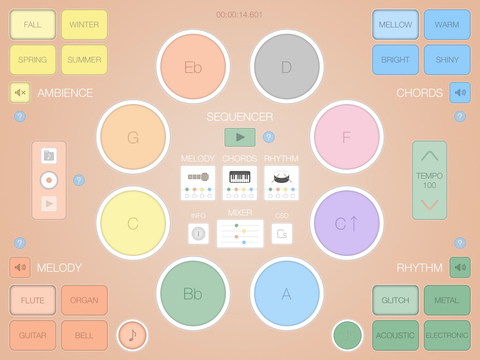 00:00:14.601
FALL WINTER
SPRING SUMMER
AMBIENCE
MELLOW WARM
BRIGHT SHINY
CHORDS
Eb D
G F
C C↑
Bb A
SEQUENCER
MELODY CHORDS RHYTHM
INFO MIXER OSC
TEMPO
100
MELODY
FLUTE ORGAN
GUITAR BELL
RHYTHM
GLITCH METAL
ACOUSTIC ELECTRONIC